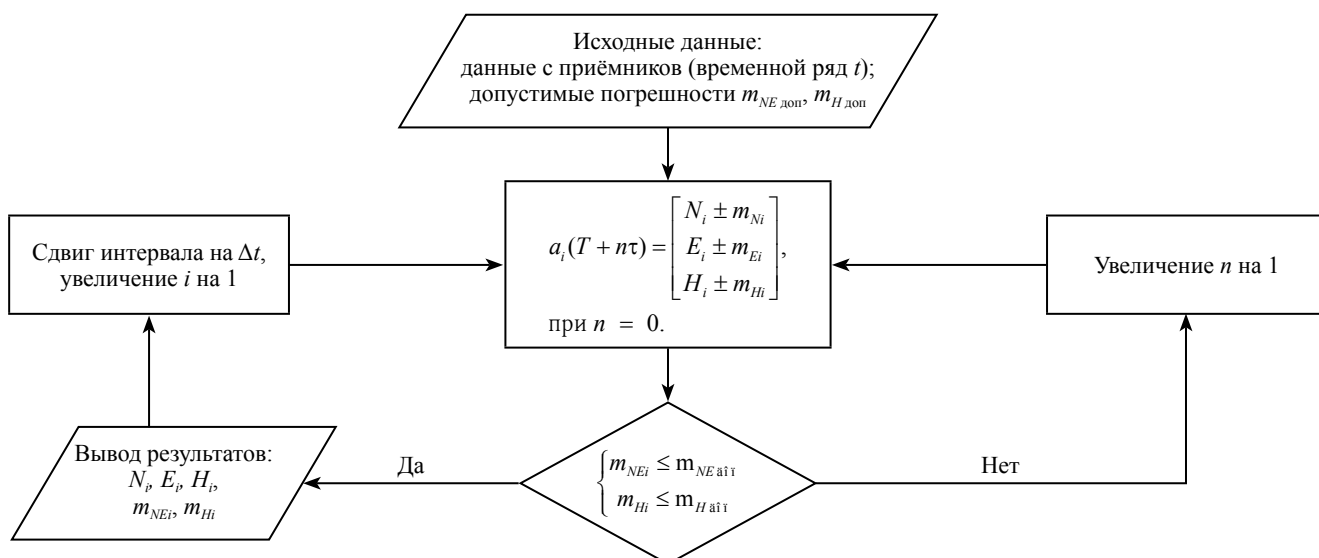 Исходные данные:
данные с приёмников (временной ряд t);
допустимые погрешности m_NE доп, m_H доп
Сдвиг интервала на Δt,
увеличение i на 1
a_i(T + nτ) = [N_i ± m_Ni
E_i ± m_Ei
H_i ± m_Hi],
при n = 0.
Увеличение n на 1
Вывод результатов:
N_i, E_i, H_i,
m_NEi, m_Hi
Да
{m_NEi ≤ m_NE äîï
m_Hi ≤ m_H äîï
Нет